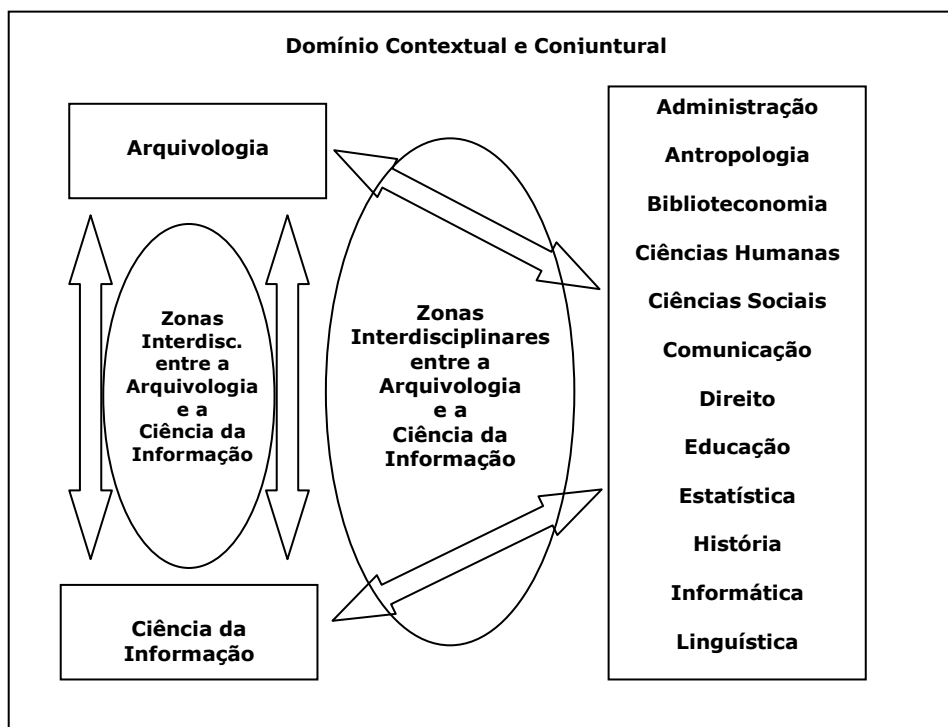 Domínio Contextual e Conjuntural
Arquivologia
Zonas
Interdisc.
entre a
Arquivologia
e a
Ciência da
Informação
Ciência da
Informação
Zonas
Interdisciplinares
entre a
Arquivologia
e a
Ciência da
Informação
Administração
Antropologia
Biblioteconomia
Ciências Humanas
Ciências Sociais
Comunicação
Direito
Educação
Estatística
História
Informática
Linguística